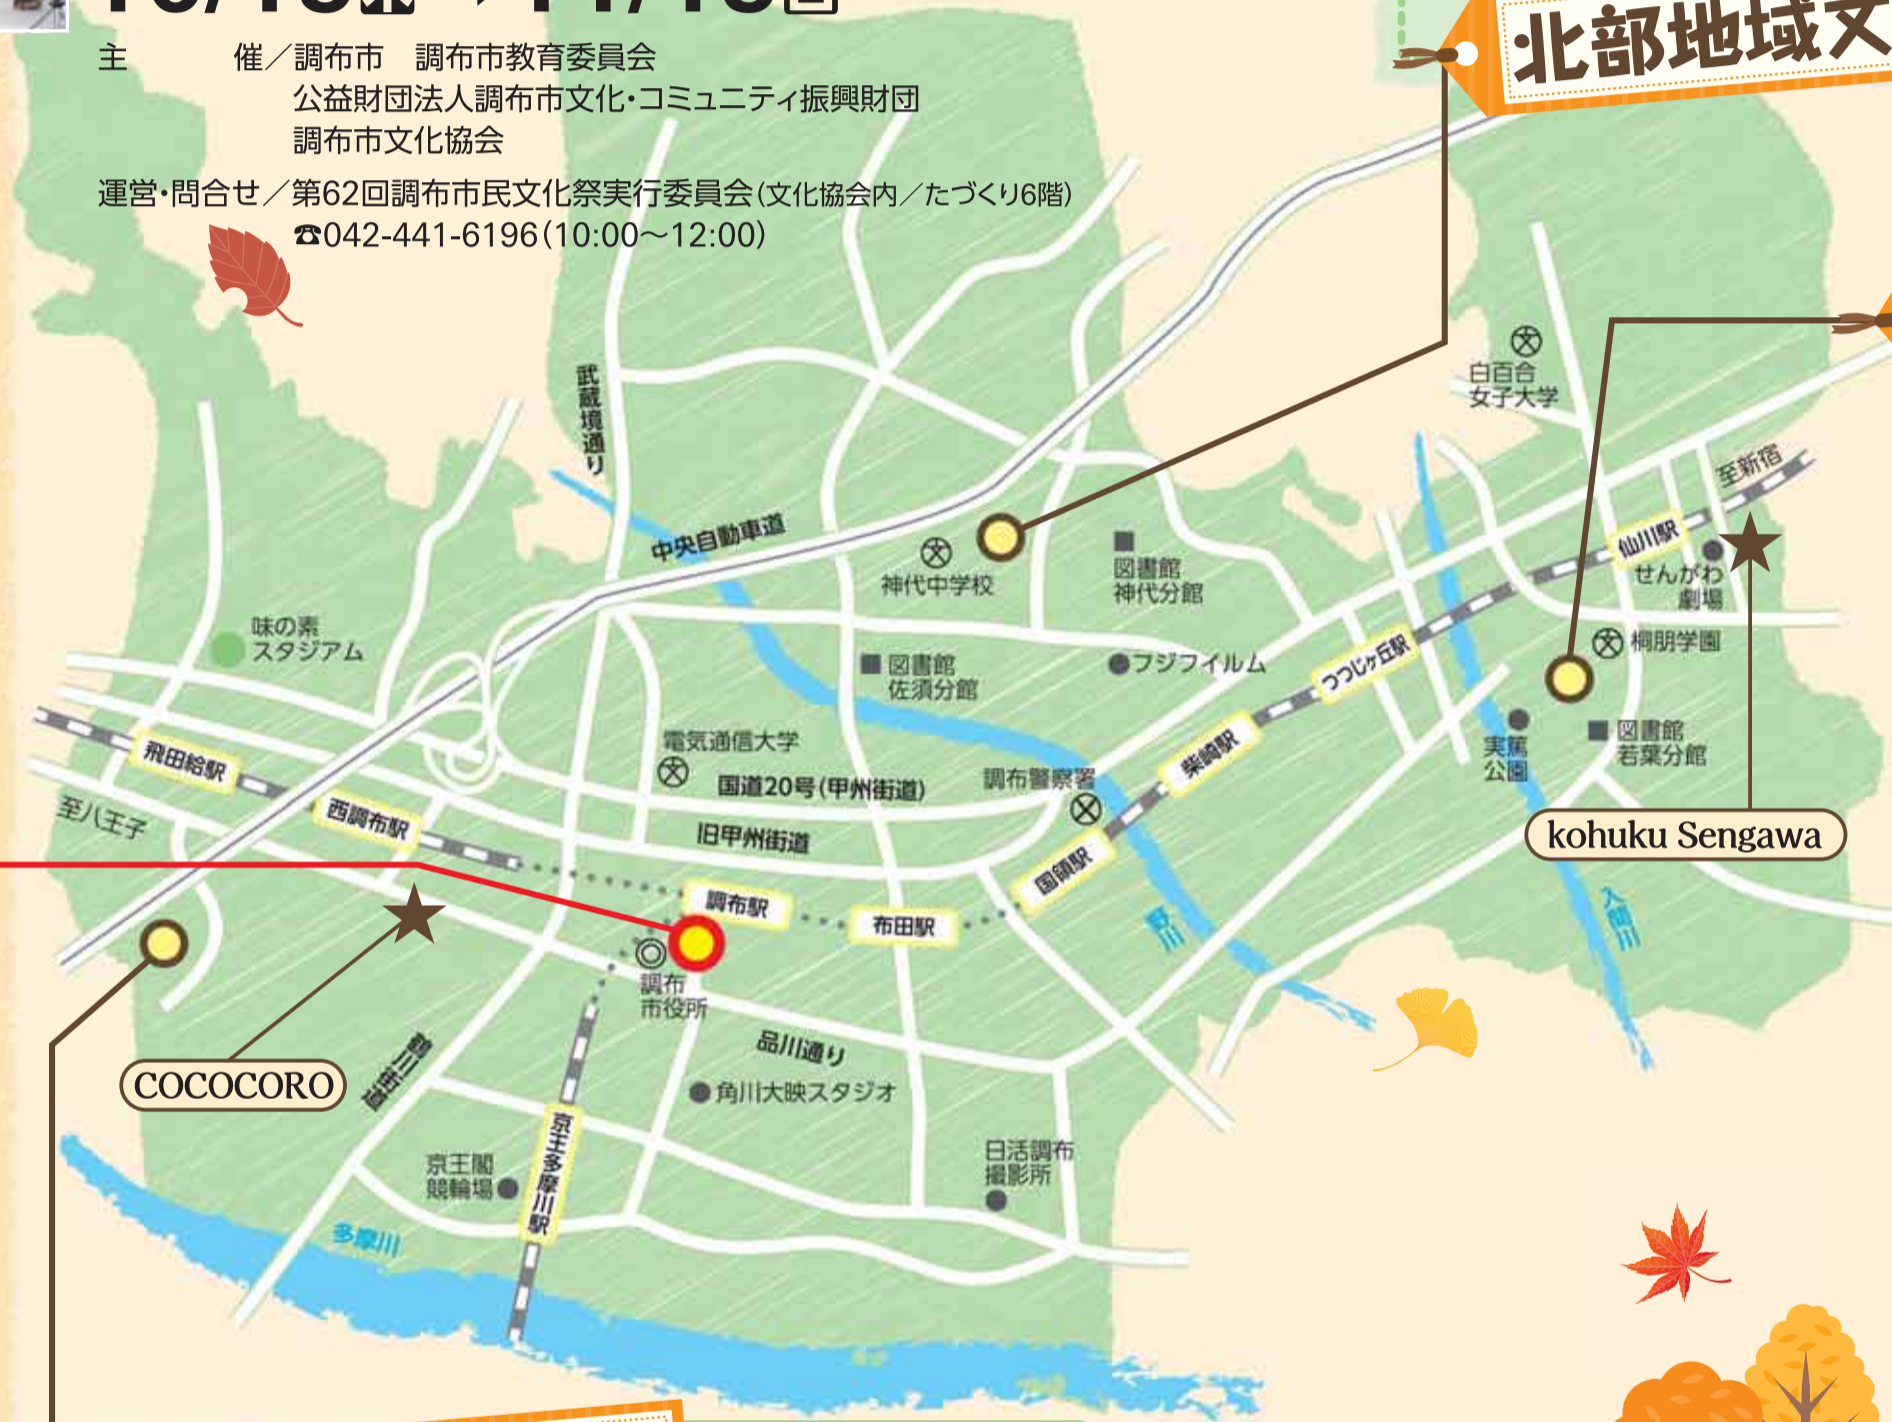 主　　　催／調布市　調布市教育委員会
公益財団法人調布市文化・コミュニティ振興財団
調布市文化協会
運営・問合せ／第62回調布市民文化祭実行委員会(文化協会内／たづくり6階)
☎042-441-6196(10:00～12:00)
北部地域文
武蔵境通り
白百合
女子大学
至新宿
中央自動車道
仙川駅
神代中学校
図書館
神代分館
せんがわ
劇場
味の素
スタジアム
桐朋学園
図書館
佐須分館
フジフイルム
つつじヶ丘駅
飛田給駅
電気通信大学
国道20号(甲州街道)
調布警察署
柴崎駅
実篤
公園
図書館
若葉分館
至八王子
西調布駅
旧甲州街道
kohuku Sengawa
国領駅
調布駅
布田駅
野川
入間川
調布
市役所
品川通り
鶴川街道
COCOCORO
角川大映スタジオ
京王多摩川駅
京王閣
競輪場
日活調布
撮影所
多摩川